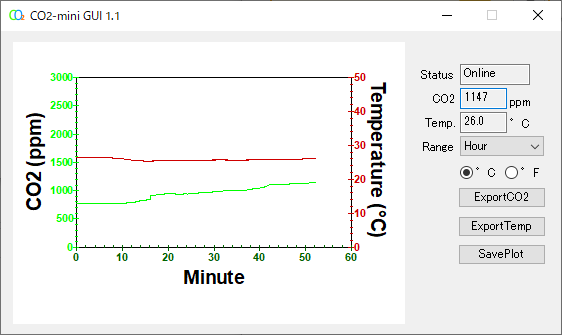 CO2-mini GUI 1.1
3000
2500
2000
1500
1000
500
0
CO2 (ppm)
50
40
30
20
10
0
Temperature (°C)
0 10 20 30 40 50 60
Minute
Status Online
CO2 1147 ppm
Temp. 26.0 ° C
Range Hour
° C ° F
ExportCO2
ExportTemp
SavePlot